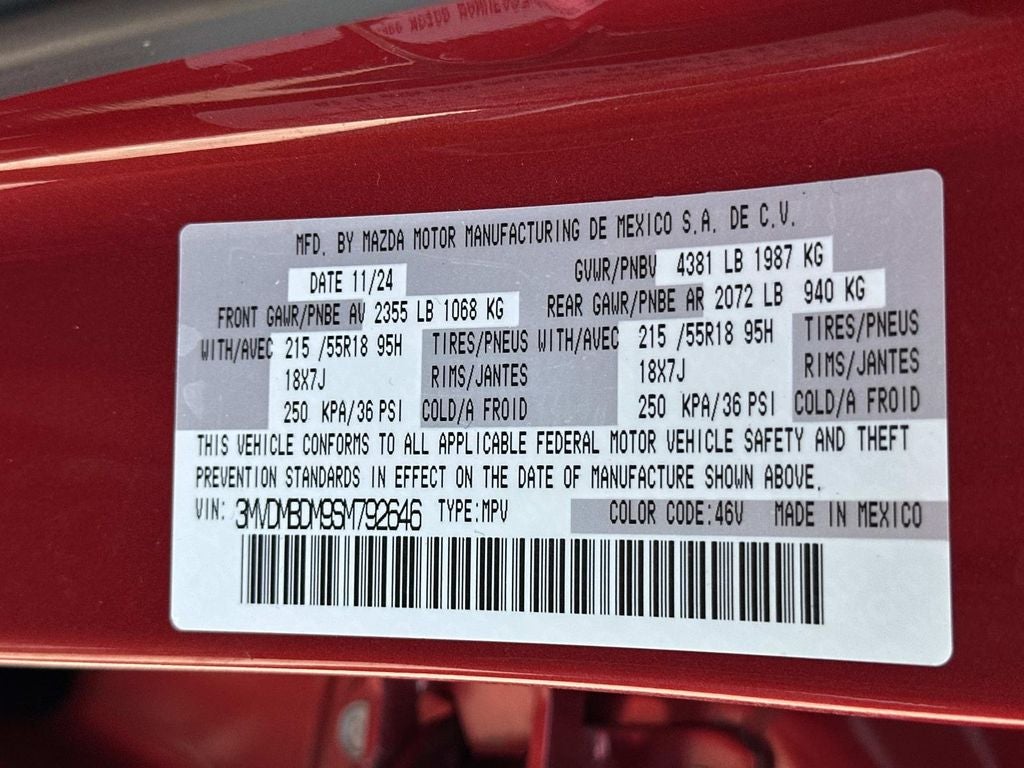 MFD. BY MAZDA MOTOR MANUFACTURING DE MEXICO S.A. DE C.V.
DATE 11/24 GVWR/PNBV 4381 LB 1987 KG
FRONT GAWR/PNBE AV 2355 LB 1068 KG REAR GAWR/PNBE AR 2072 LB 940 KG
WITH/AVEC 215 /55R18 95H TIRES/PNEUS WITH/AVEC 215 /55R18 95H TIRES/PNEUS
18X7J RIMS/JANTES 18X7J RIMS/JANTES
250 KPA/36 PSI COLD/A FROID 250 KPA/36 PSI COLD/A FROID
THIS VEHICLE CONFORMS TO ALL APPLICABLE FEDERAL MOTOR VEHICLE SAFETY AND THEFT
PREVENTION STANDARDS IN EFFECT ON THE DATE OF MANUFACTURE SHOWN ABOVE.
VIN: 3MVDMBDM9SM792646 TYPE:MPV COLOR CODE:46V MADE IN MEXICO